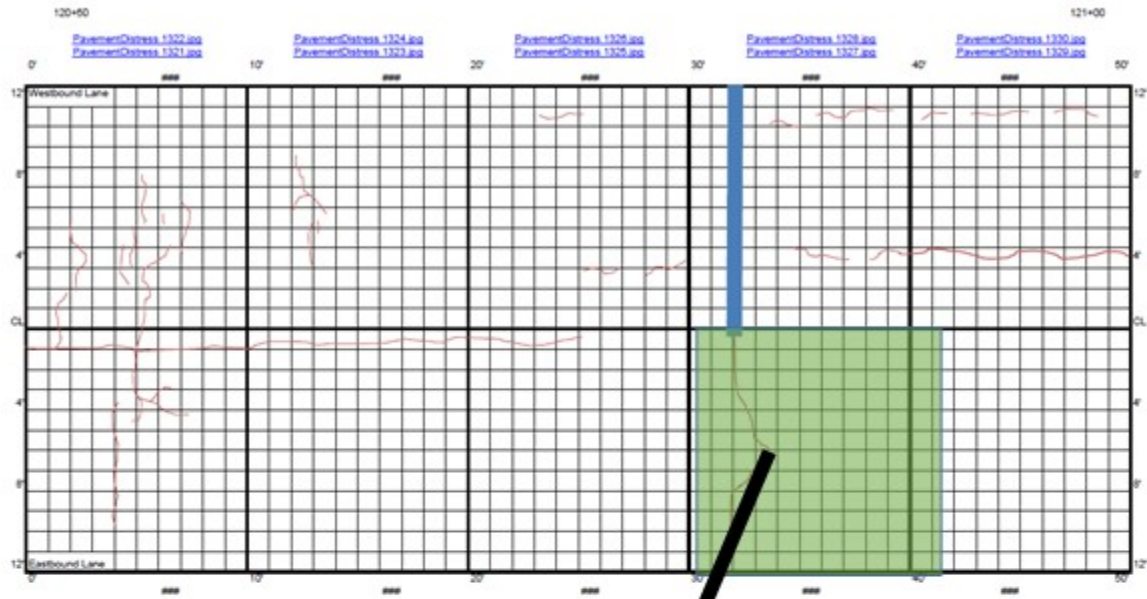 120+50 121+00
PavementDistress 1322.jpg PavementDistress 1324.jpg PavementDistress 1326.jpg PavementDistress 1328.jpg PavementDistress 1330.jpg
PavementDistress 1321.jpg PavementDistress 1323.jpg PavementDistress 1325.jpg PavementDistress 1327.jpg PavementDistress 1329.jpg
0' 10' 20' 30' 40' 50'
### ### ### ### ###
12' Westbound Lane 12'
8' 8'
4' 4'
CL CL
4' 4'
8' 8'
12' Eastbound Lane 12'
0' 10' 20' 30' 40' 50'
### ### ### ### ###